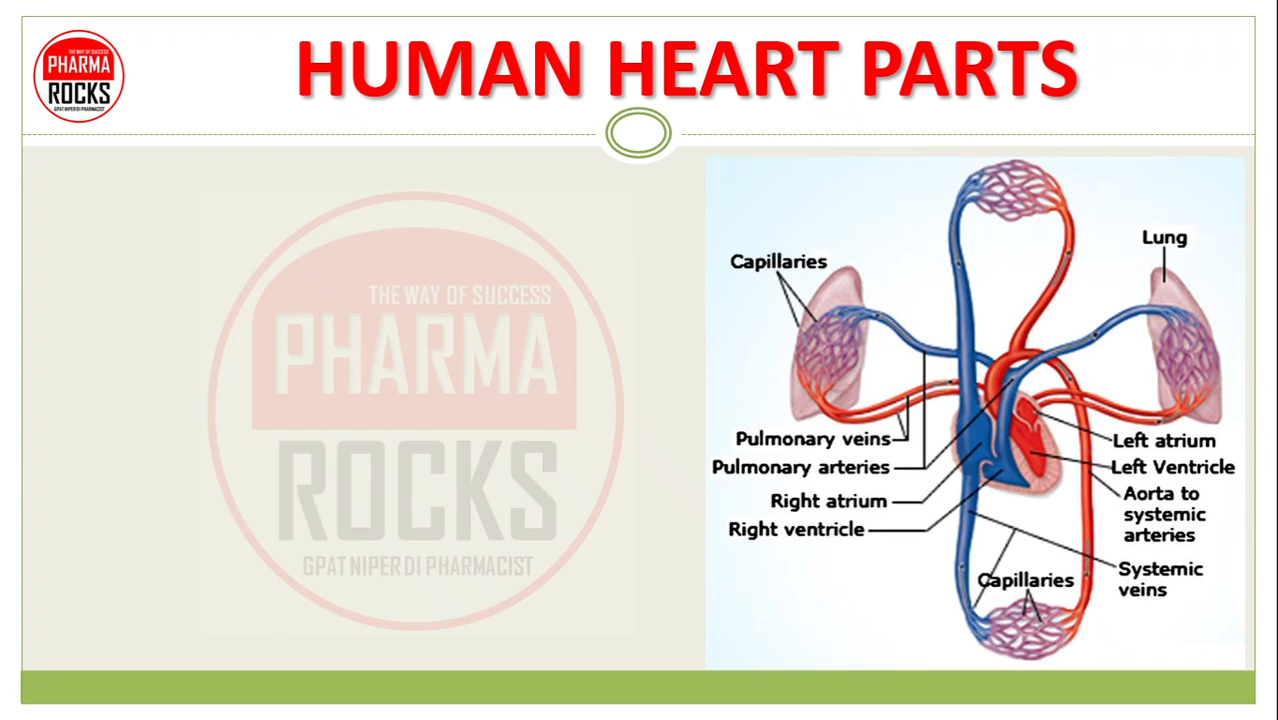 HUMAN HEART PARTS
THE WAY OF SUCCESS
PHARMA
ROCKS
GPAT NIPER DI PHARMACIST
THE WAY OF SUCCESS
PHARMA
ROCKS
GPAT NIPER DI PHARMACIST
Capillaries
Lung
Pulmonary veins
Pulmonary arteries
Right atrium
Right ventricle
Left atrium
Left Ventricle
Aorta to
systemic
arteries
Systemic
veins
Capillaries